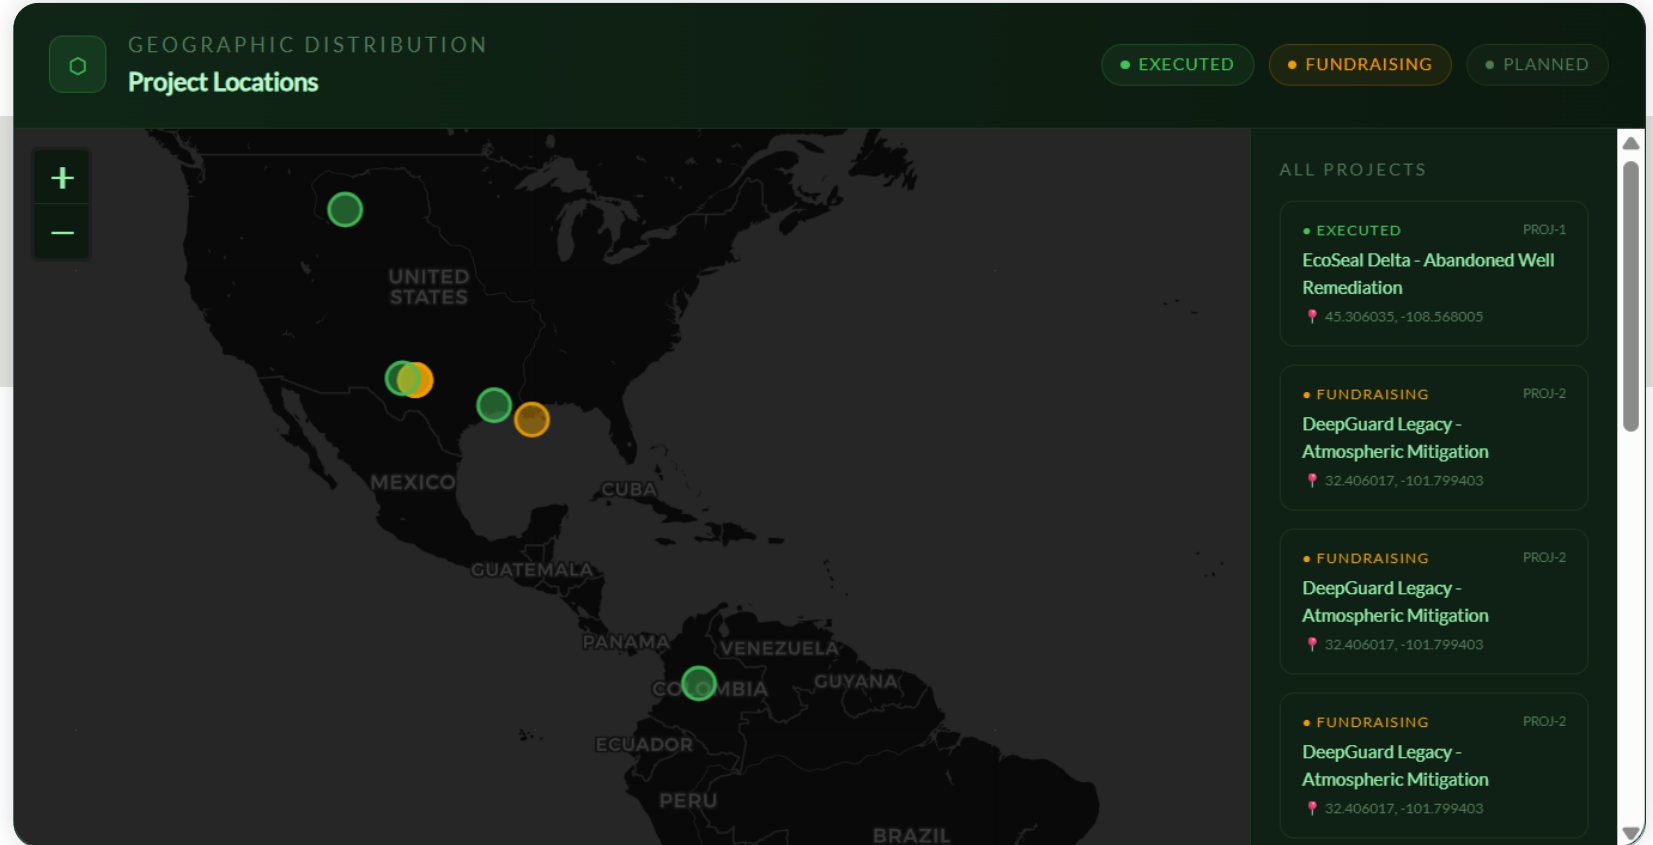 GEOGRAPHIC DISTRIBUTION
Project Locations
EXECUTED
FUNDRAISING
PLANNED
+
−
UNITED
STATES
MEXICO
CUBA
GUATEMALA
PANAMA
VENEZUELA
GUYANA
COLOMBIA
ECUADOR
PERU
BRAZIL
ALL PROJECTS
EXECUTED PROJ-1
EcoSeal Delta - Abandoned Well
Remediation
45.306035, -108.568005
FUNDRAISING PROJ-2
DeepGuard Legacy -
Atmospheric Mitigation
32.406017, -101.799403
FUNDRAISING PROJ-2
DeepGuard Legacy -
Atmospheric Mitigation
32.406017, -101.799403
FUNDRAISING PROJ-2
DeepGuard Legacy -
Atmospheric Mitigation
32.406017, -101.799403